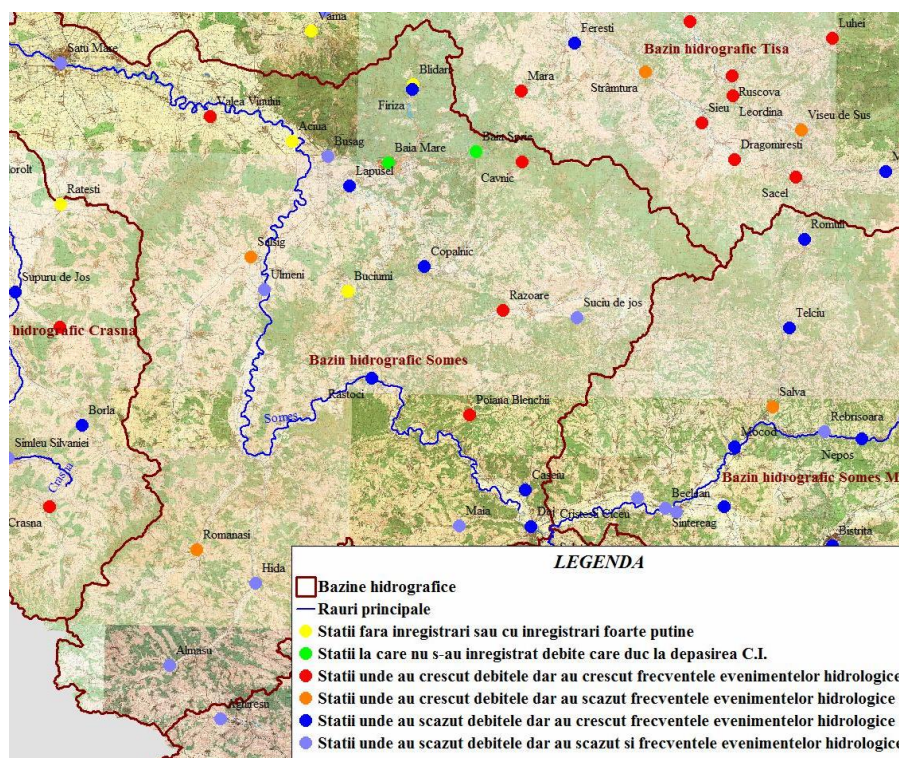 Vama
Feresti
Luhei
Satu Mare
Bazin hidrografic Tisa
Blidari
Mara
Stramtura
Ruscova
Firiza
Leordina
Valea Vinului
Sieu
Viseu de Sus
Aciua
Busag
Baia Sprie
Baia Mare
Dragomiresti
Lapusel
Cavnic
Sacel
Ratesti
Romuli
Salsig
Copalnic
Supuru de Jos
Ulmeni
Buciumi
Razoare
Suciu de jos
Telciu
hidrografic Crasna
Bazin hidrografic Somes
Rastoci
Salva
Borla
Somes
Poiana Blenchii
Rebrisoara
Simleu Silvaniei
Mocod
Nepos
Crasna
Bazin hidrografic Somes M
Caseiu
Crasna
Maia
Dej
Cristestii Ciceu
Beclean
Sintereag
Bistrita
Romanasi
Hida
Almasu
Aghiresu
LEGENDA
Bazine hidrografice
Rauri principale
Statii fara inregistrari sau cu inregistrari foarte putine
Statii la care nu s-au inregistrat debite care duc la depasirea C.I.
Statii unde au crescut debitele dar au crescut frecventele evenimentelor hidrologice
Statii unde au crescut debitele dar au scazut frecventele evenimentelor hidrologice
Statii unde au scazut debitele dar au crescut frecventele evenimentelor hidrologice
Statii unde au scazut debitele dar au scazut si frecventele evenimentelor hidrologice